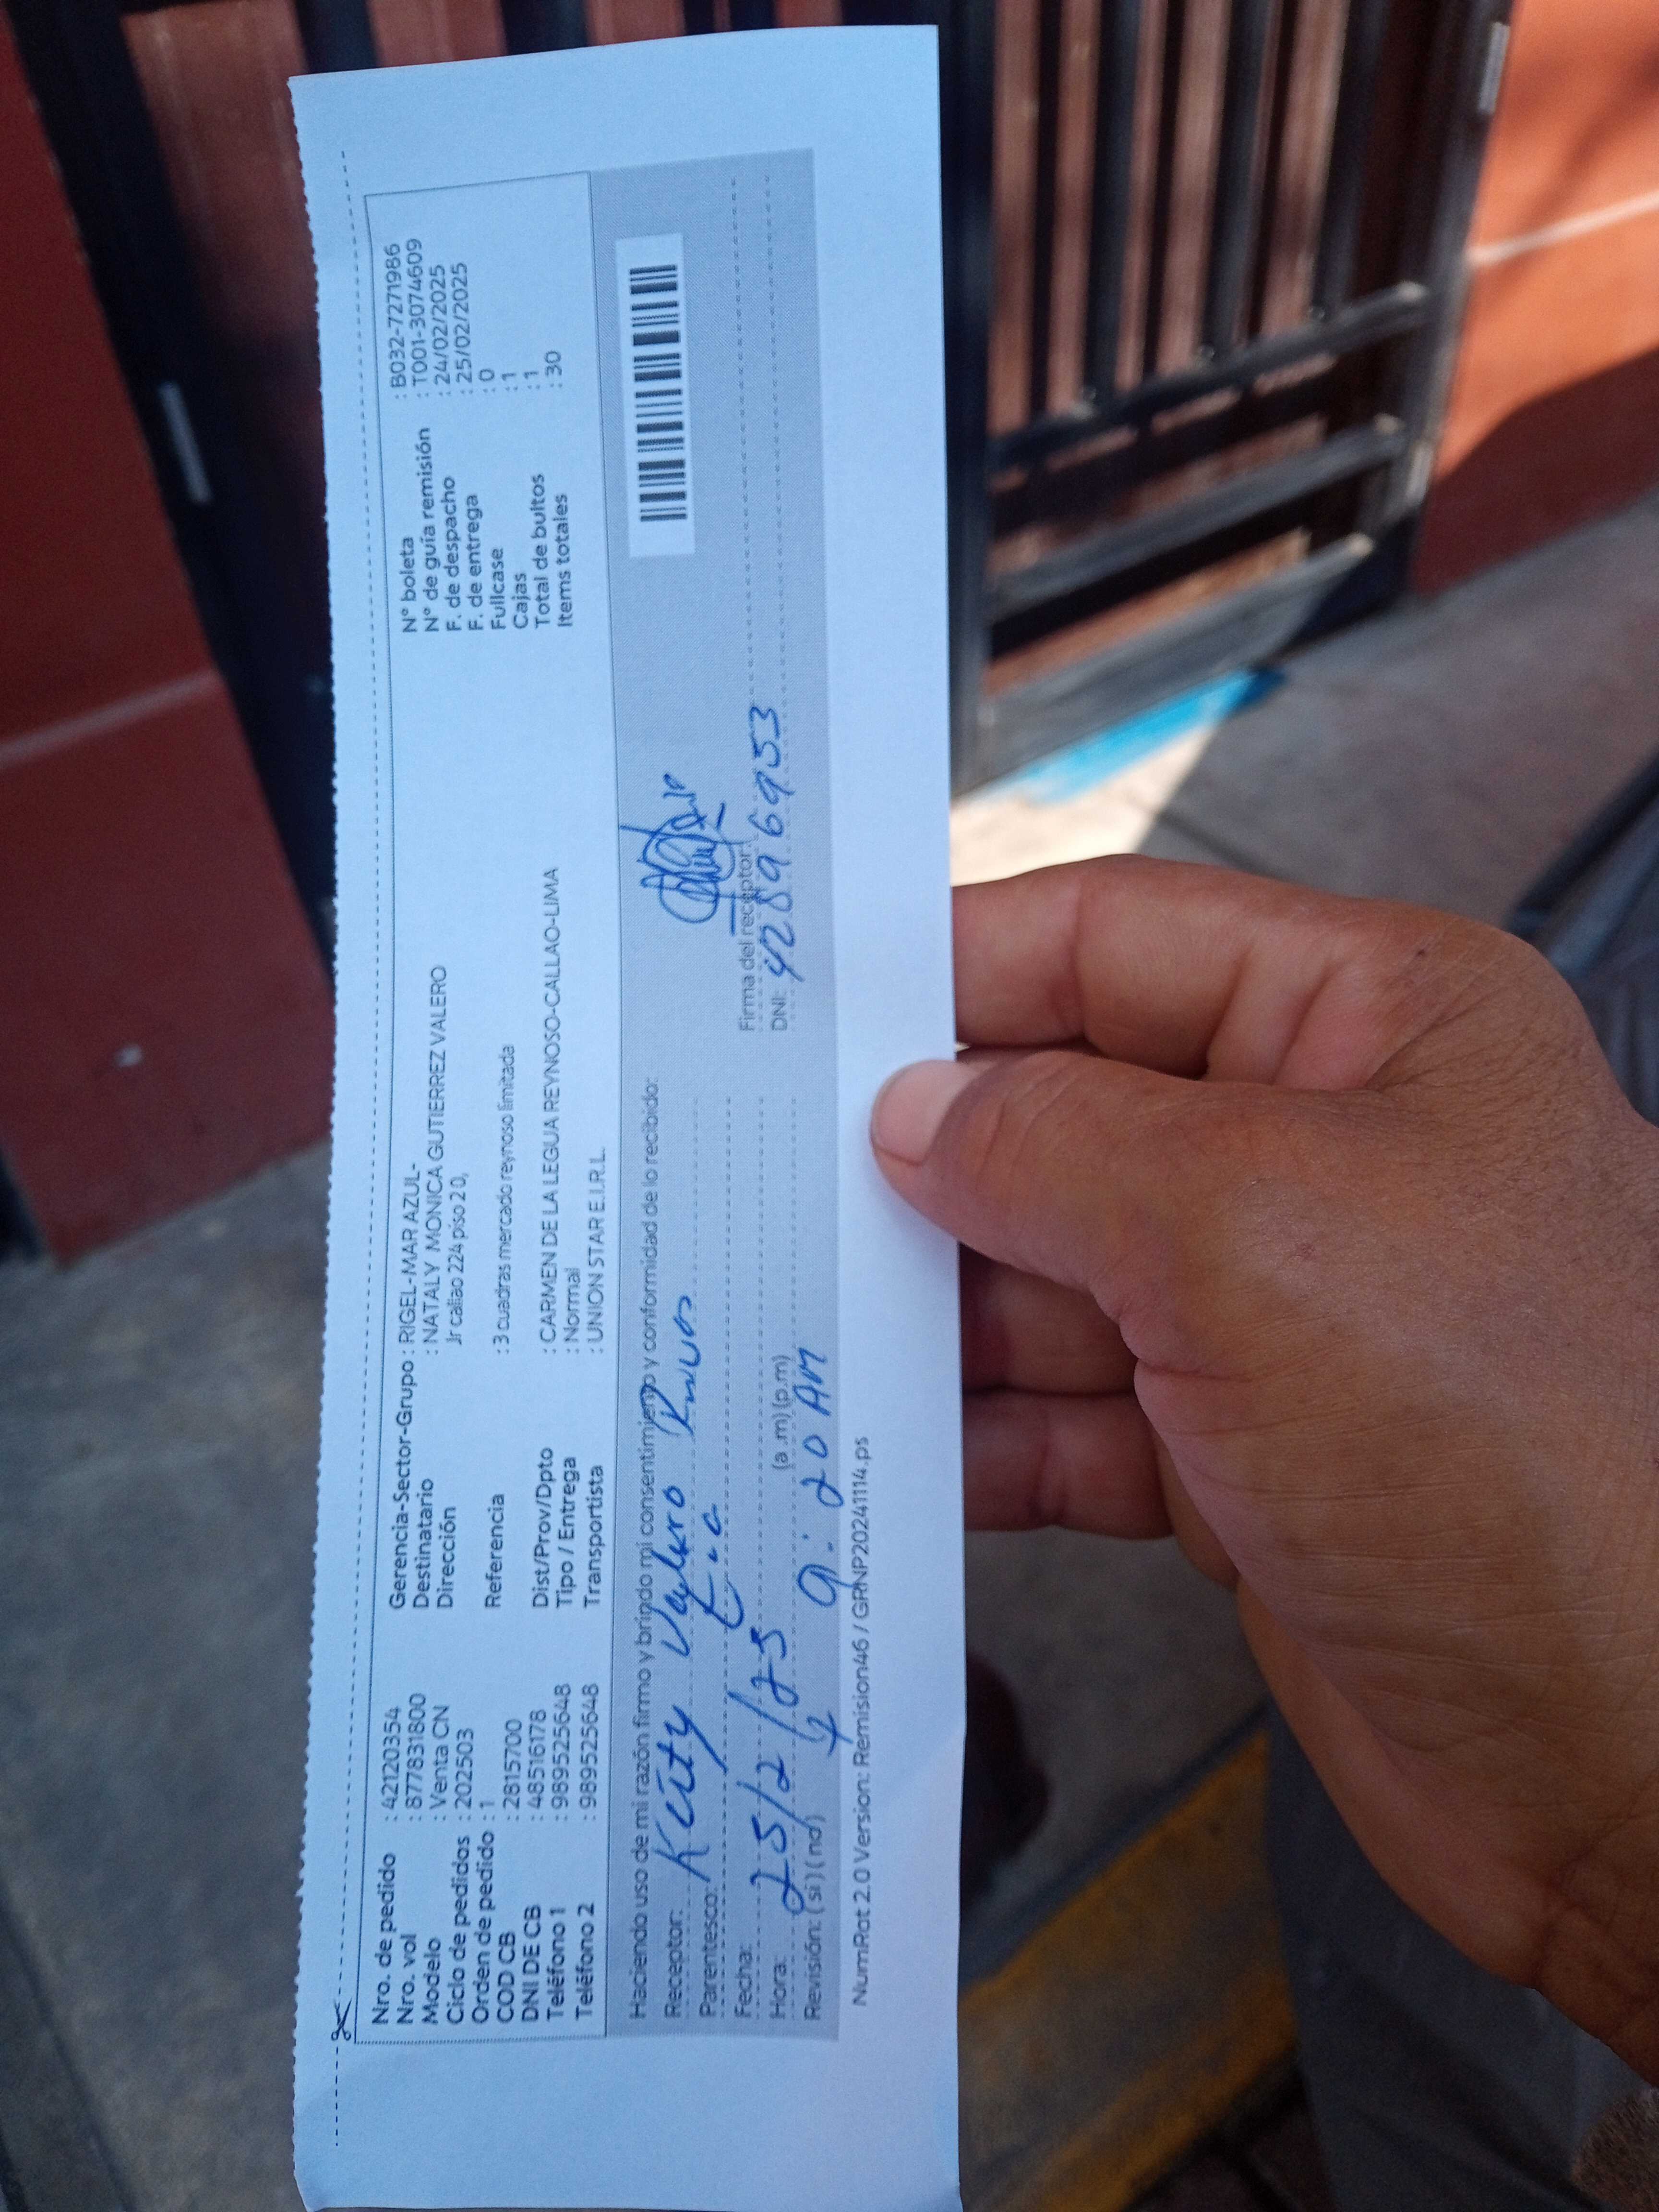 Nro. de pedido : 42120354
Nro. vol : 877831800
Modelo : Venta CN
Ciclo de pedidos : 202503
Orden de pedido : 1
COD CB : 2815700
DNI DE CB : 48516178
Teléfono 1 : 989525648
Teléfono 2 : 989525648
Gerencia-Sector-Grupo : RIGEL-MAR AZUL-
Destinatario : NATALY MONICA GUTIERREZ VALERO
Dirección Jr callao 224 piso 2 0,
Referencia : 3 cuadras mercado reynoso limitada
Dist/Prov/Dpto : CARMEN DE LA LEGUA REYNOSO-CALLAO-LIMA
Tipo / Entrega : Normal
Transportista : UNION STAR E.I.R.L.
N° boleta : B032-7271986
N° de guía remisión : T001-3074609
F. de despacho : 24/02/2025
F. de entrega : 25/02/2025
Fullcase : 0
Cajas : 1
Total de bultos : 1
Items totales : 30
Haciendo uso de mi razón firmo y brindo mi consentimiento y conformidad de lo recibido:
Receptor: Keity Valero
Parentesco:
Fecha: 25/2/25
Hora: 9:20 AM (a.m) (p.m)
Revisión: ( si ) ( no )
Firma del receptor:
DNI: 42896953
NumRot 2.0 Version: Remision46 / GRNP20241114.ps